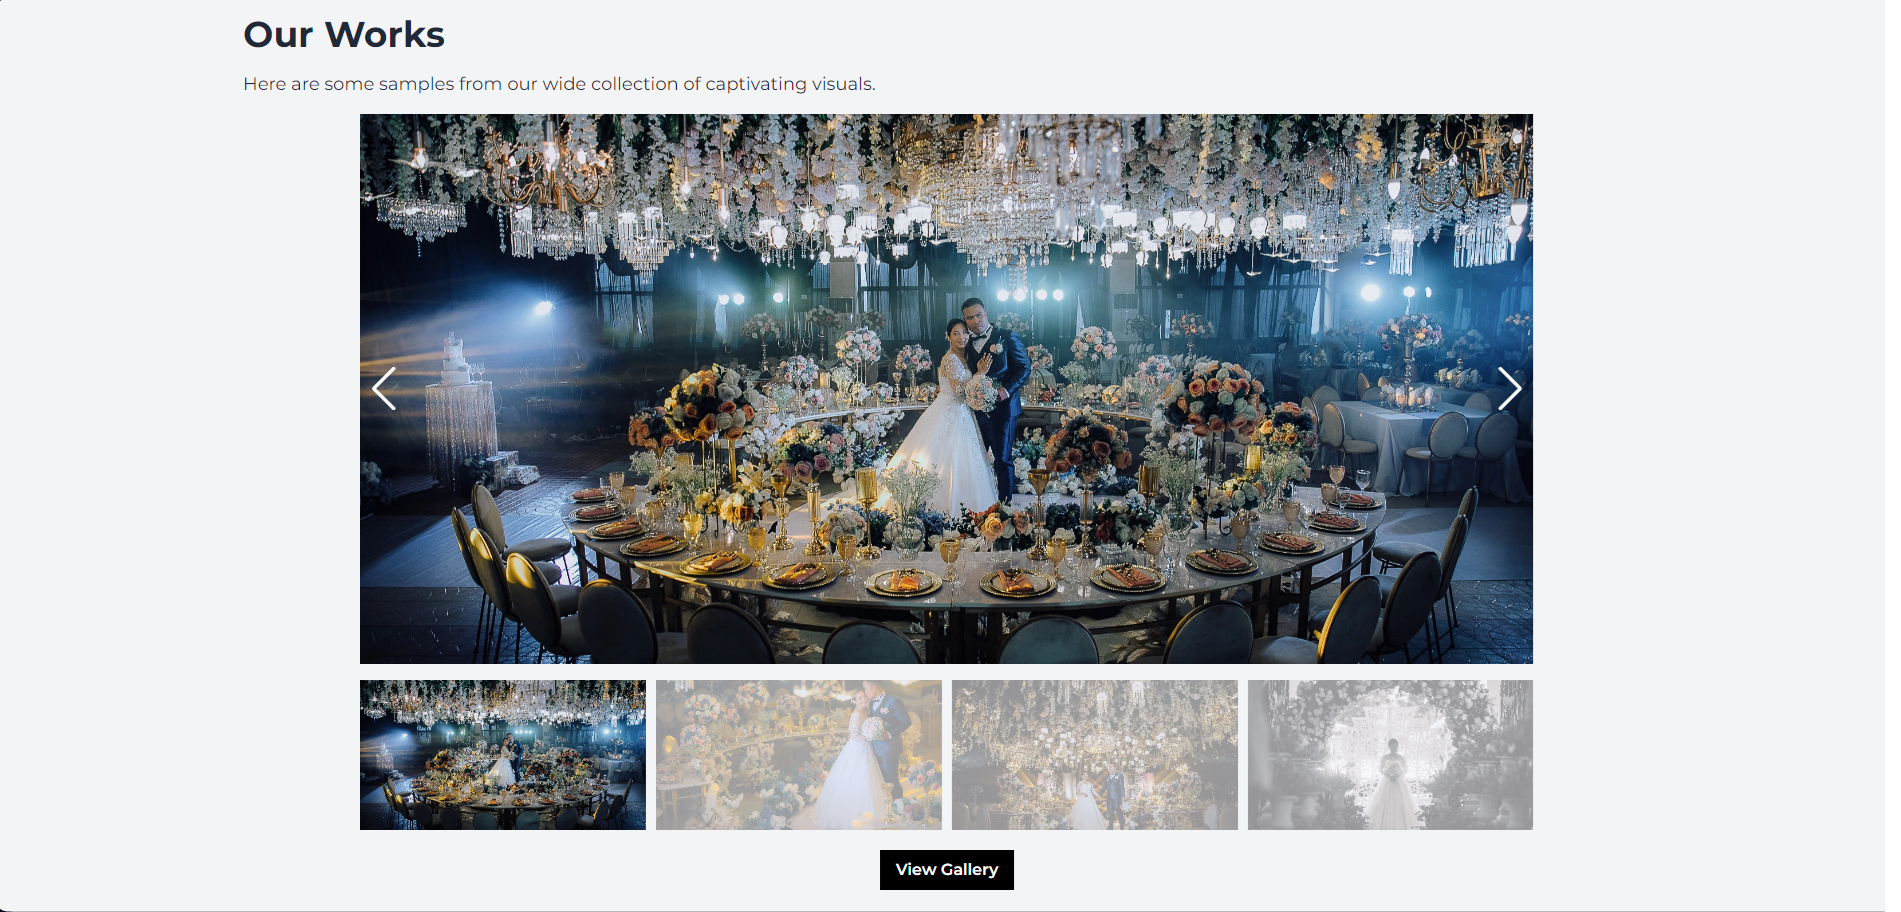 Our Works
Here are some samples from our wide collection of captivating visuals.
View Gallery